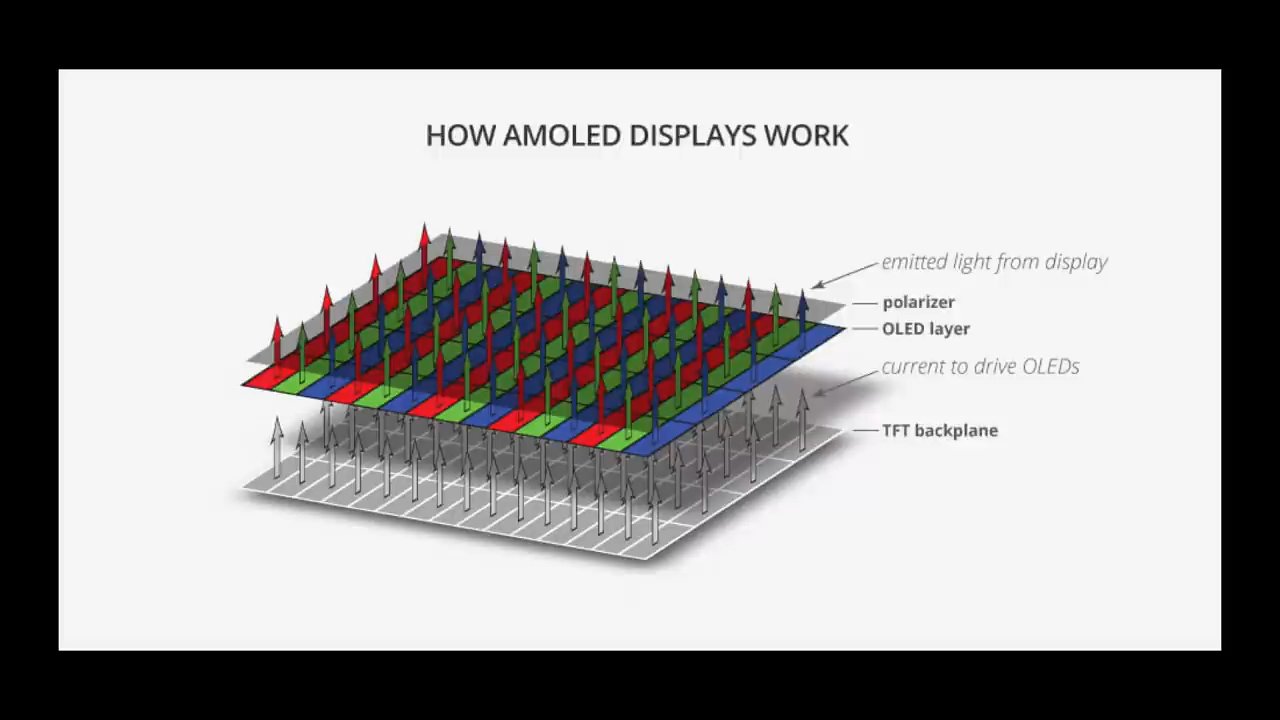 HOW AMOLED DISPLAYS WORK
emitted light from display
polarizer
OLED layer
current to drive OLEDs
TFT backplane